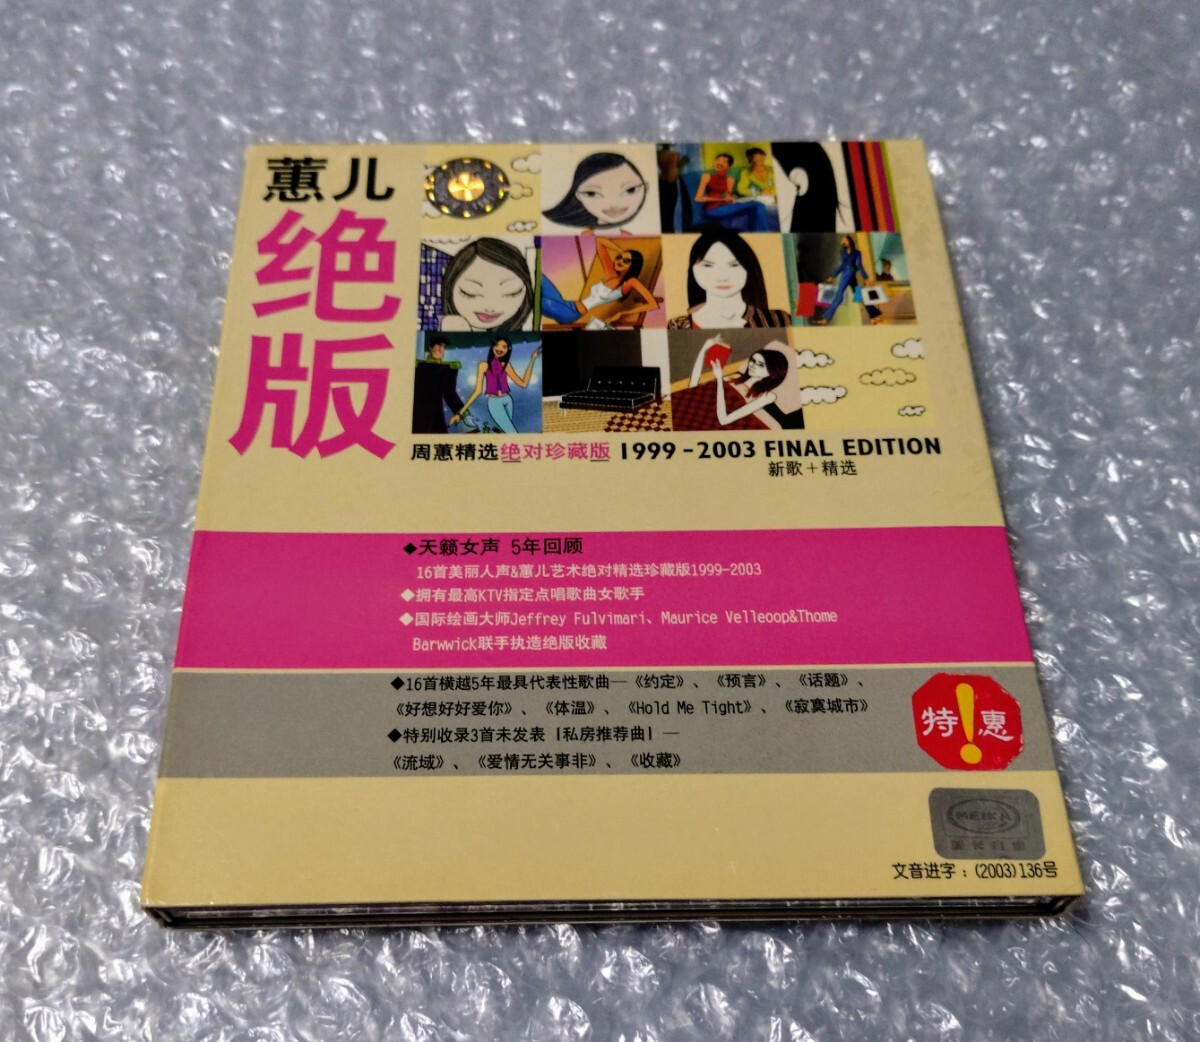 蕙儿
绝
版
周蕙精选绝对珍藏版 1999-2003 FINAL EDITION
新歌+精选
◆天籁女声 5年回顾
16首美丽人声&蕙儿艺术绝对精选珍藏版1999-2003
◆拥有最高KTV指定点唱歌曲女歌手
◆国际绘画大师Jeffrey Fulvimari、Maurice Velleoop&Thome
Barwwick联手执造绝版收藏
◆16首横越5年最具代表性歌曲—《约定》、《预言》、《话题》、
《好想好好爱你》、《体温》、《Hold Me Tight》、《寂寞城市》
◆特别收录3首未发表「私房推荐曲」—
《流域》、《爱情无关事非》、《收藏》
特!惠
MEIKA
文音进字：(2003)136号